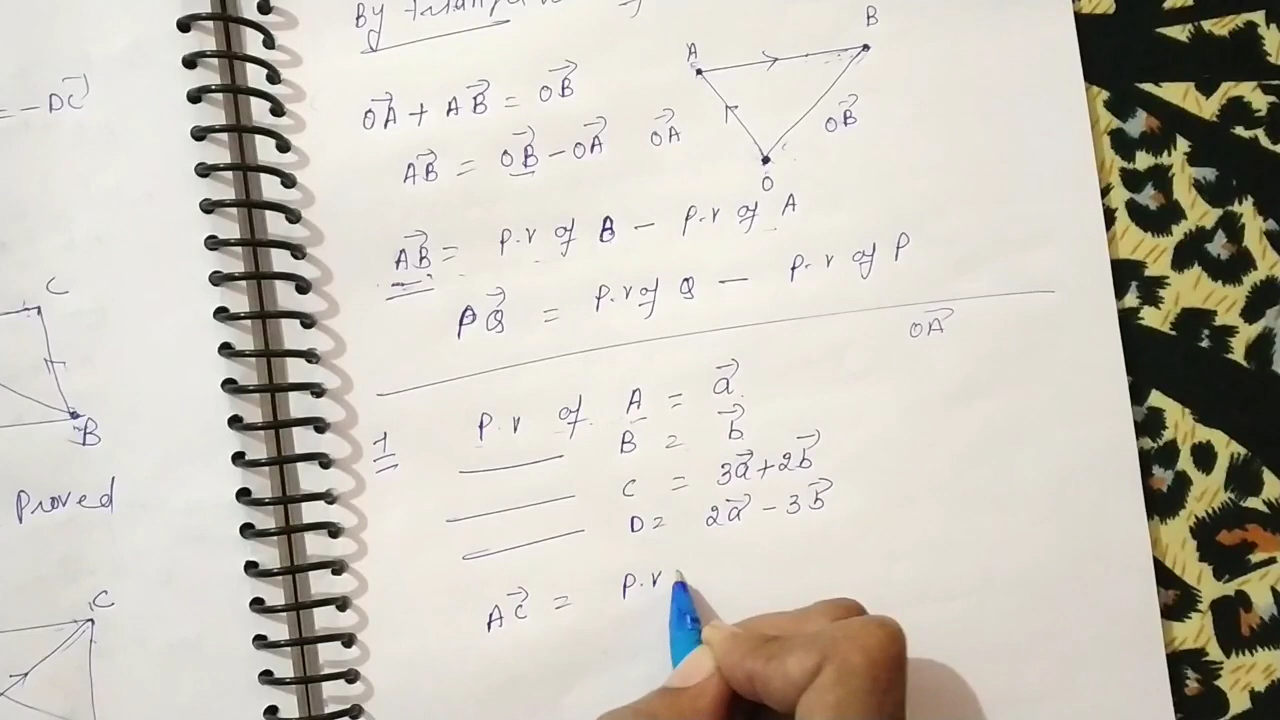 = - DC
C
B
Proved
C
By
A
B
OA + AB = OB
OB
AB = OB - OA
OA
O
AB = P.V of B - P.V of A
PQ = P.V of Q - P.V of P
OA
1 P.V of A = a
B = b
C = 3a + 2b
D = 2a - 3b
AC = P.V